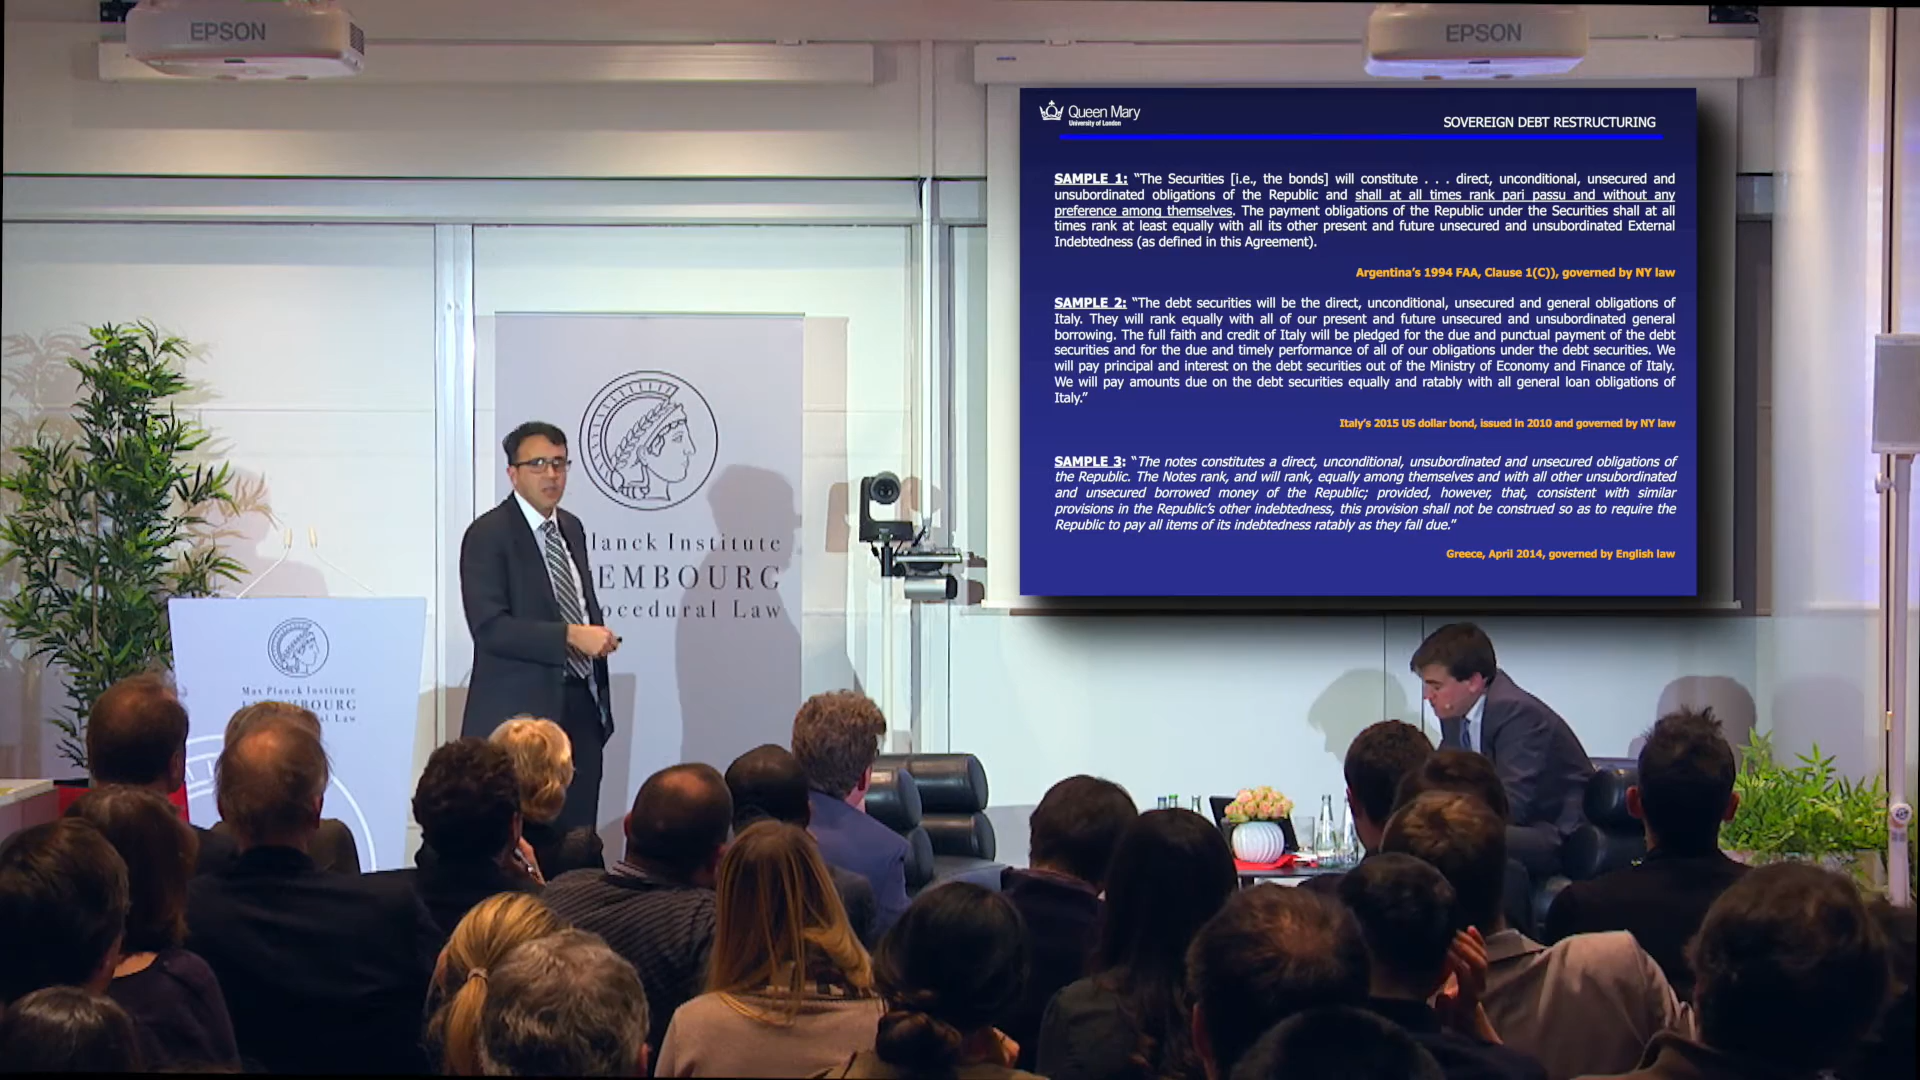 EPSON
EPSON
Queen Mary
University of London
SOVEREIGN DEBT RESTRUCTURING
SAMPLE 1: “The Securities [i.e., the bonds] will constitute . . . direct, unconditional, unsecured and
unsubordinated obligations of the Republic and shall at all times rank pari passu and without any
preference among themselves. The payment obligations of the Republic under the Securities shall at all
times rank at least equally with all its other present and future unsecured and unsubordinated External
Indebtedness (as defined in this Agreement).
Argentina’s 1994 FAA, Clause 1(C)), governed by NY law
SAMPLE 2: “The debt securities will be the direct, unconditional, unsecured and general obligations of
Italy. They will rank equally with all of our present and future unsecured and unsubordinated general
borrowing. The full faith and credit of Italy will be pledged for the due and punctual payment of the debt
securities and for the due and timely performance of all of our obligations under the debt securities. We
will pay principal and interest on the debt securities out of the Ministry of Economy and Finance of Italy.
We will pay amounts due on the debt securities equally and ratably with all general loan obligations of
Italy.”
Italy’s 2015 US dollar bond, issued in 2010 and governed by NY law
SAMPLE 3: “The notes constitutes a direct, unconditional, unsubordinated and unsecured obligations of
the Republic. The Notes rank, and will rank, equally among themselves and with all other unsubordinated
and unsecured borrowed money of the Republic; provided, however, that, consistent with similar
provisions in the Republic’s other indebtedness, this provision shall not be construed so as to require the
Republic to pay all items of its indebtedness ratably as they fall due.”
Greece, April 2014, governed by English law
lanck Institute
EMBOURG
ocedural Law
Max Planck Institute
OURG
al Law